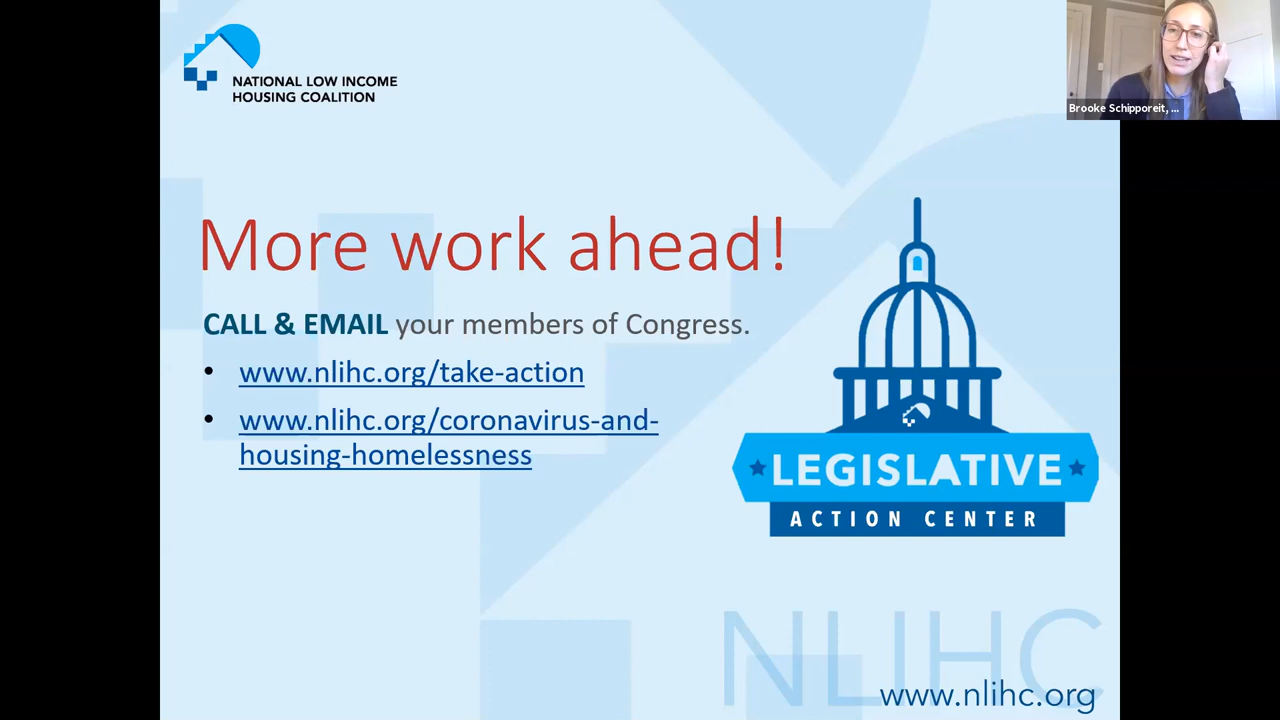 NATIONAL LOW INCOME
HOUSING COALITION
Brooke Schipporeit, ...
More work ahead!
CALL & EMAIL your members of Congress.
• www.nlihc.org/take-action
• www.nlihc.org/coronavirus-and-
housing-homelessness
LEGISLATIVE
ACTION CENTER
NLIHC
www.nlihc.org